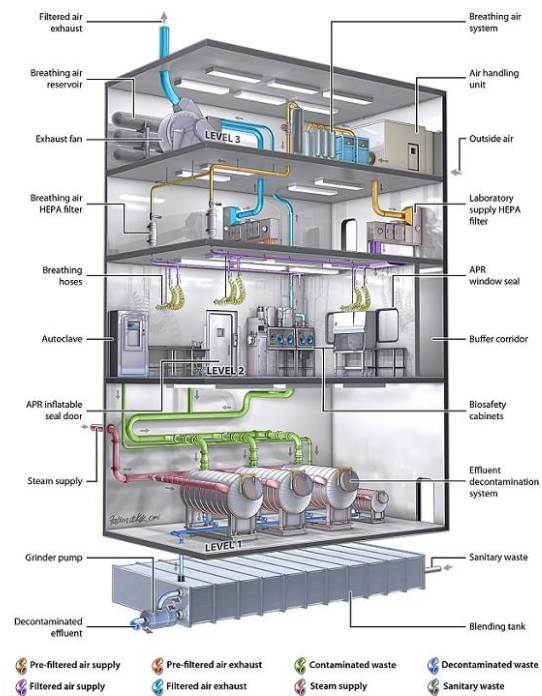 Filtered air
exhaust
Breathing air
system
Breathing air
reservoir
Air handling
unit
Exhaust fan
LEVEL 3
Outside air
Breathing air
HEPA filter
Laboratory
supply HEPA
filter
Breathing
hoses
APR
window seal
Autoclave
Buffer corridor
LEVEL 2
APR inflatable
seal door
Biosafety
cabinets
Steam supply
Effluent
decontamination
system
LEVEL 1
Grinder pump
Sanitary waste
Decontaminated
effluent
Blending tank
Pre-filtered air supply
Pre-filtered air exhaust
Contaminated waste
Decontaminated waste
Filtered air supply
Filtered air exhaust
Steam supply
Sanitary waste